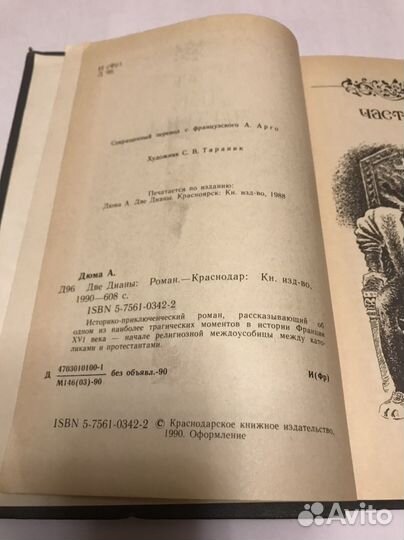 И (Фр)
Д 96
Сокращенный перевод с французского А. Арго
Художник С. В. Тараник
Печатается по изданию:
Дюма А. Две Дианы. Красноярск: Кн. изд-во, 1988
Дюма А.
Д96 Две Дианы: Роман.—Краснодар: Кн. изд-во,
1990—608 с.
ISBN 5-7561-0342-2
Историко-приключенческий роман, рассказывающий об
одном из наиболее трагических моментов в истории Франции
XVI века — начале религиозной междоусобицы между като-
ликами и протестантами.
Д 4703010100-1 без объявл.-90 И(Фр)
М146(03)-90
ISBN 5-7561-0342-2 © Краснодарское книжное издательство,
1990. Оформление
ЧАСТ
Avito